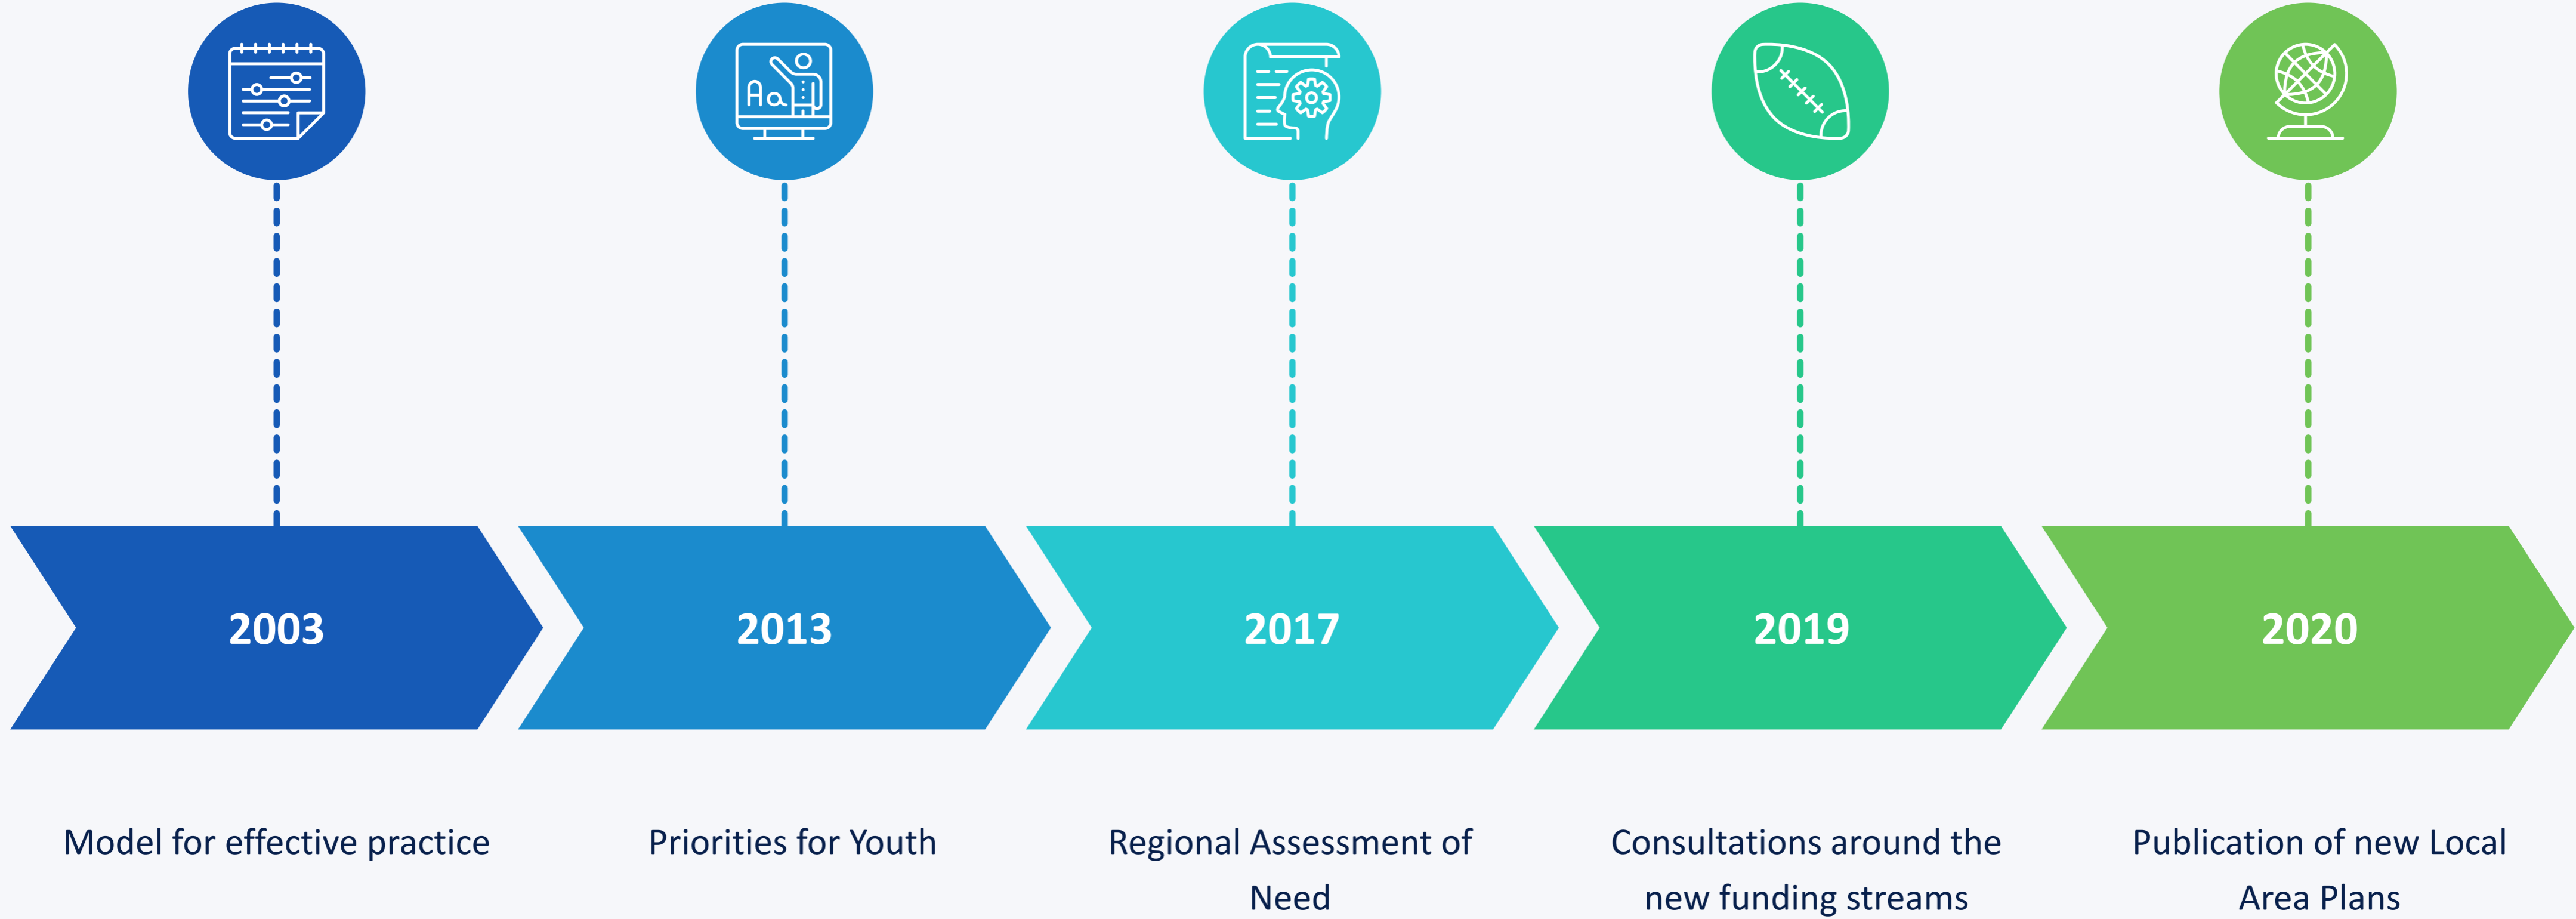 Aa
2003
2013
2017
2019
2020
Model for effective practice
Priorities for Youth
Regional Assessment of
Need
Consultations around the
new funding streams
Publication of new Local
Area Plans